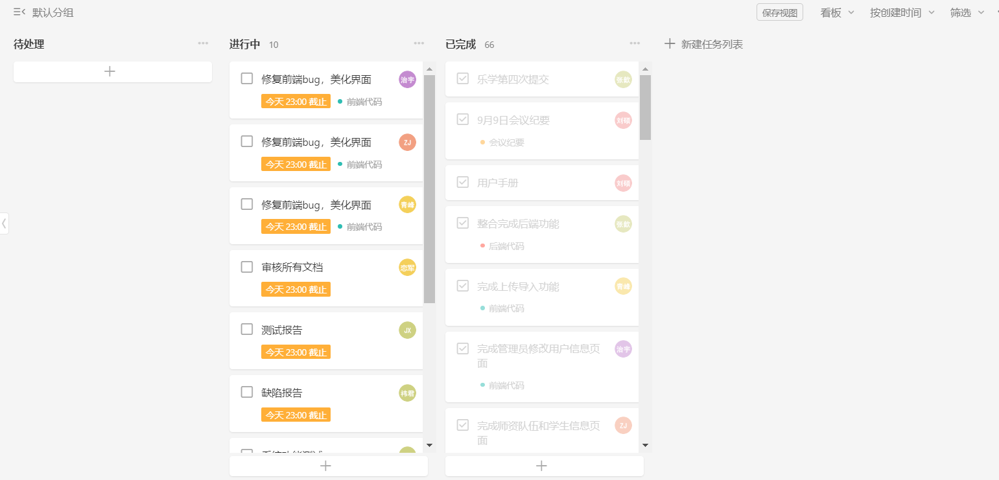 默认分组
保存视图 看板 按创建时间 筛选
待处理
进行中 10
修复前端bug，美化界面 治宇
今天 23:00 截止 前端代码
修复前端bug，美化界面 ZJ
今天 23:00 截止 前端代码
修复前端bug，美化界面 青峰
今天 23:00 截止 前端代码
审核所有文档 恋军
今天 23:00 截止
测试报告 JX
今天 23:00 截止
缺陷报告 祎君
今天 23:00 截止
系统功能测试
已完成 66
乐学第四次提交 张歆
9月9日会议纪要 刘硕
会议纪要
用户手册 刘硕
整合完成后端功能 张歆
后端代码
完成上传导入功能 青峰
前端代码
完成管理员修改用户信息页 治宇
面
前端代码
完成师资队伍和学生信息页 ZJ
面
新建任务列表